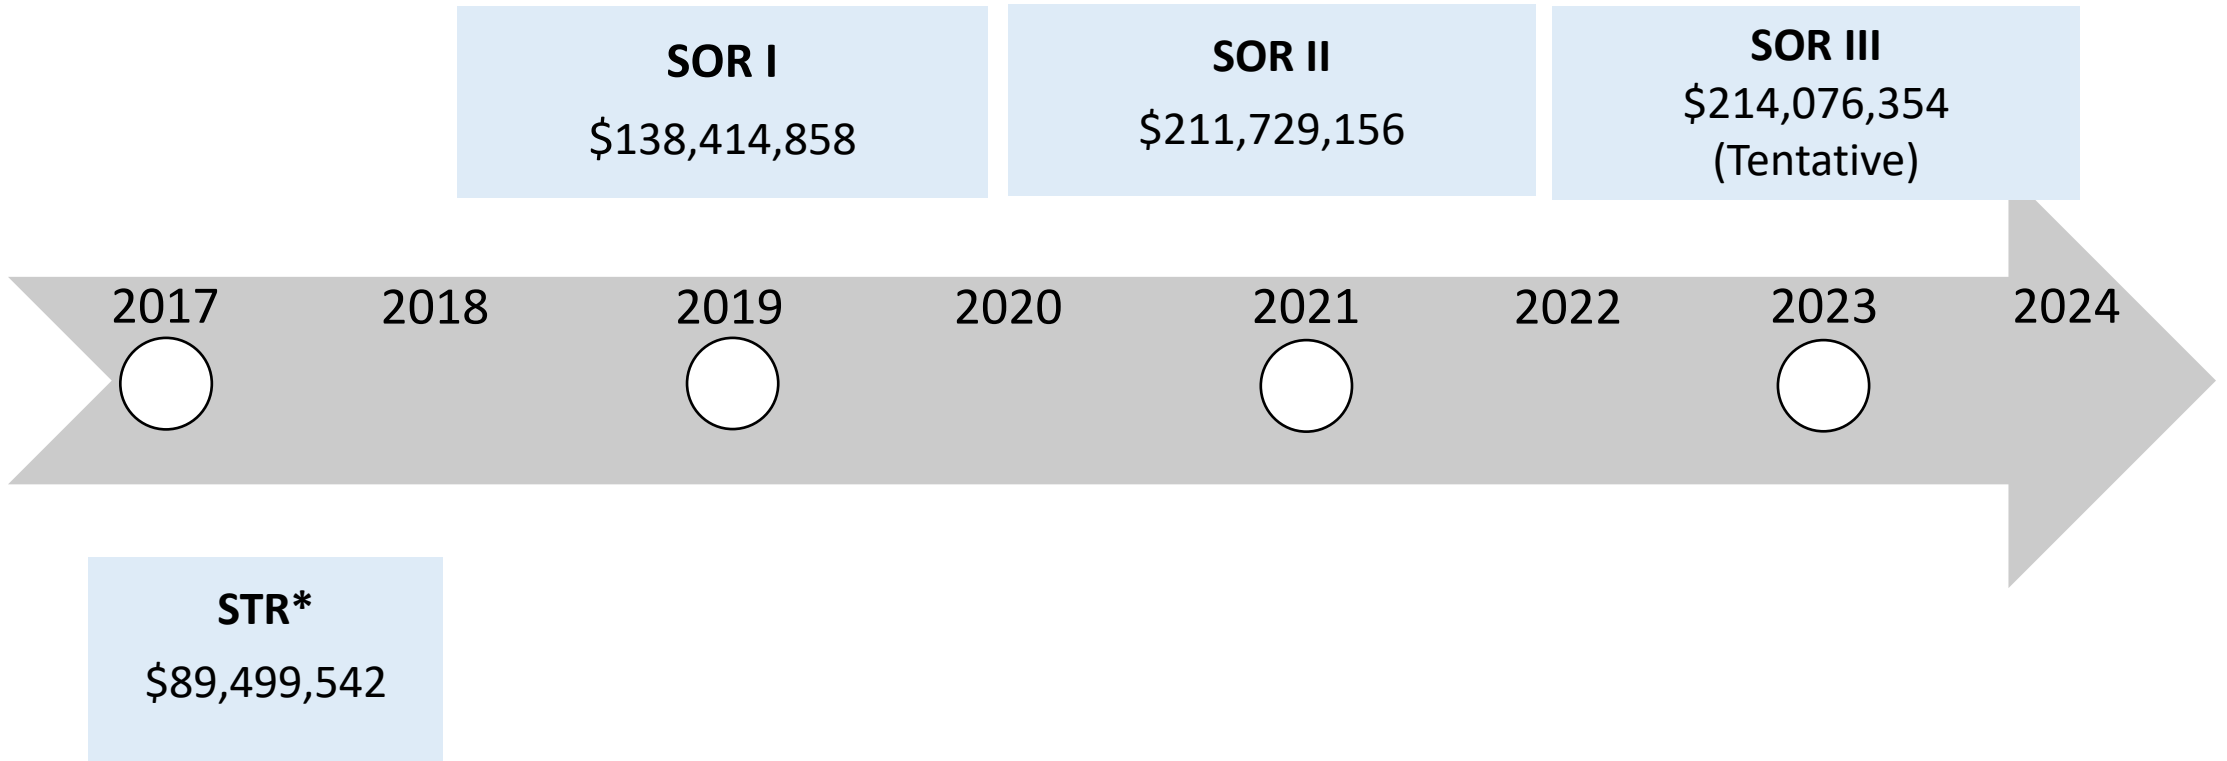 SOR I
$138,414,858
SOR II
$211,729,156
SOR III
$214,076,354
(Tentative)
2017 2018 2019 2020 2021 2022 2023 2024
STR*
$89,499,542